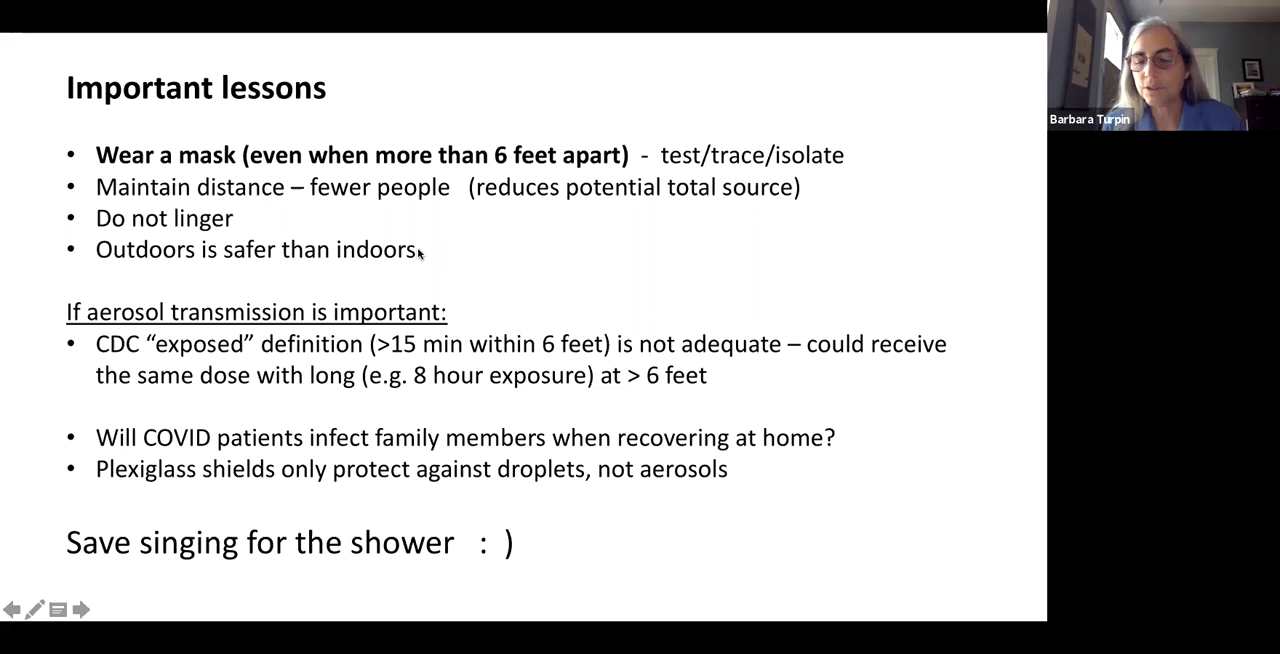 Important lessons
• Wear a mask (even when more than 6 feet apart) - test/trace/isolate
• Maintain distance – fewer people (reduces potential total source)
• Do not linger
• Outdoors is safer than indoors
If aerosol transmission is important:
• CDC “exposed” definition (>15 min within 6 feet) is not adequate – could receive
the same dose with long (e.g. 8 hour exposure) at > 6 feet
• Will COVID patients infect family members when recovering at home?
• Plexiglass shields only protect against droplets, not aerosols
Save singing for the shower : )
Barbara Turpin